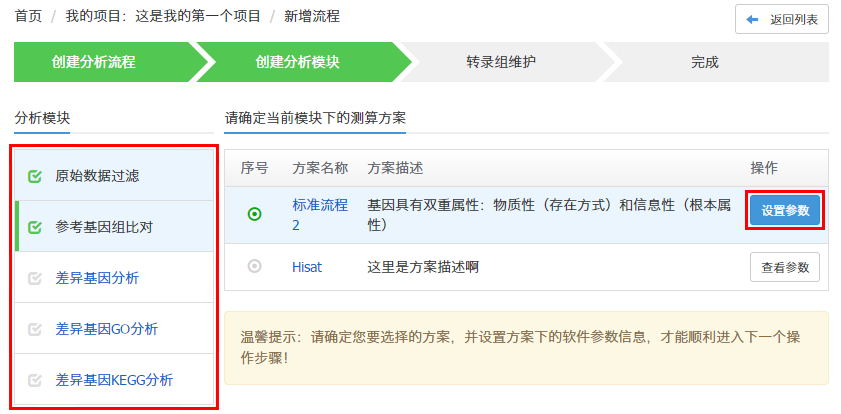 首页 / 我的项目：这是我的第一个项目 / 新增流程
返回列表
创建分析流程 创建分析模块 转录组维护 完成
分析模块
原始数据过滤
参考基因组比对
差异基因分析
差异基因GO分析
差异基因KEGG分析
请确定当前模块下的测算方案
序号 方案名称 方案描述 操作
标准流程
2
基因具有双重属性：物质性（存在方式）和信息性（根本属
性）
设置参数
Hisat 这里是方案描述啊 查看参数
温馨提示：请确定您要选择的方案，并设置方案下的软件参数信息，才能顺利进入下一个操
作步骤！